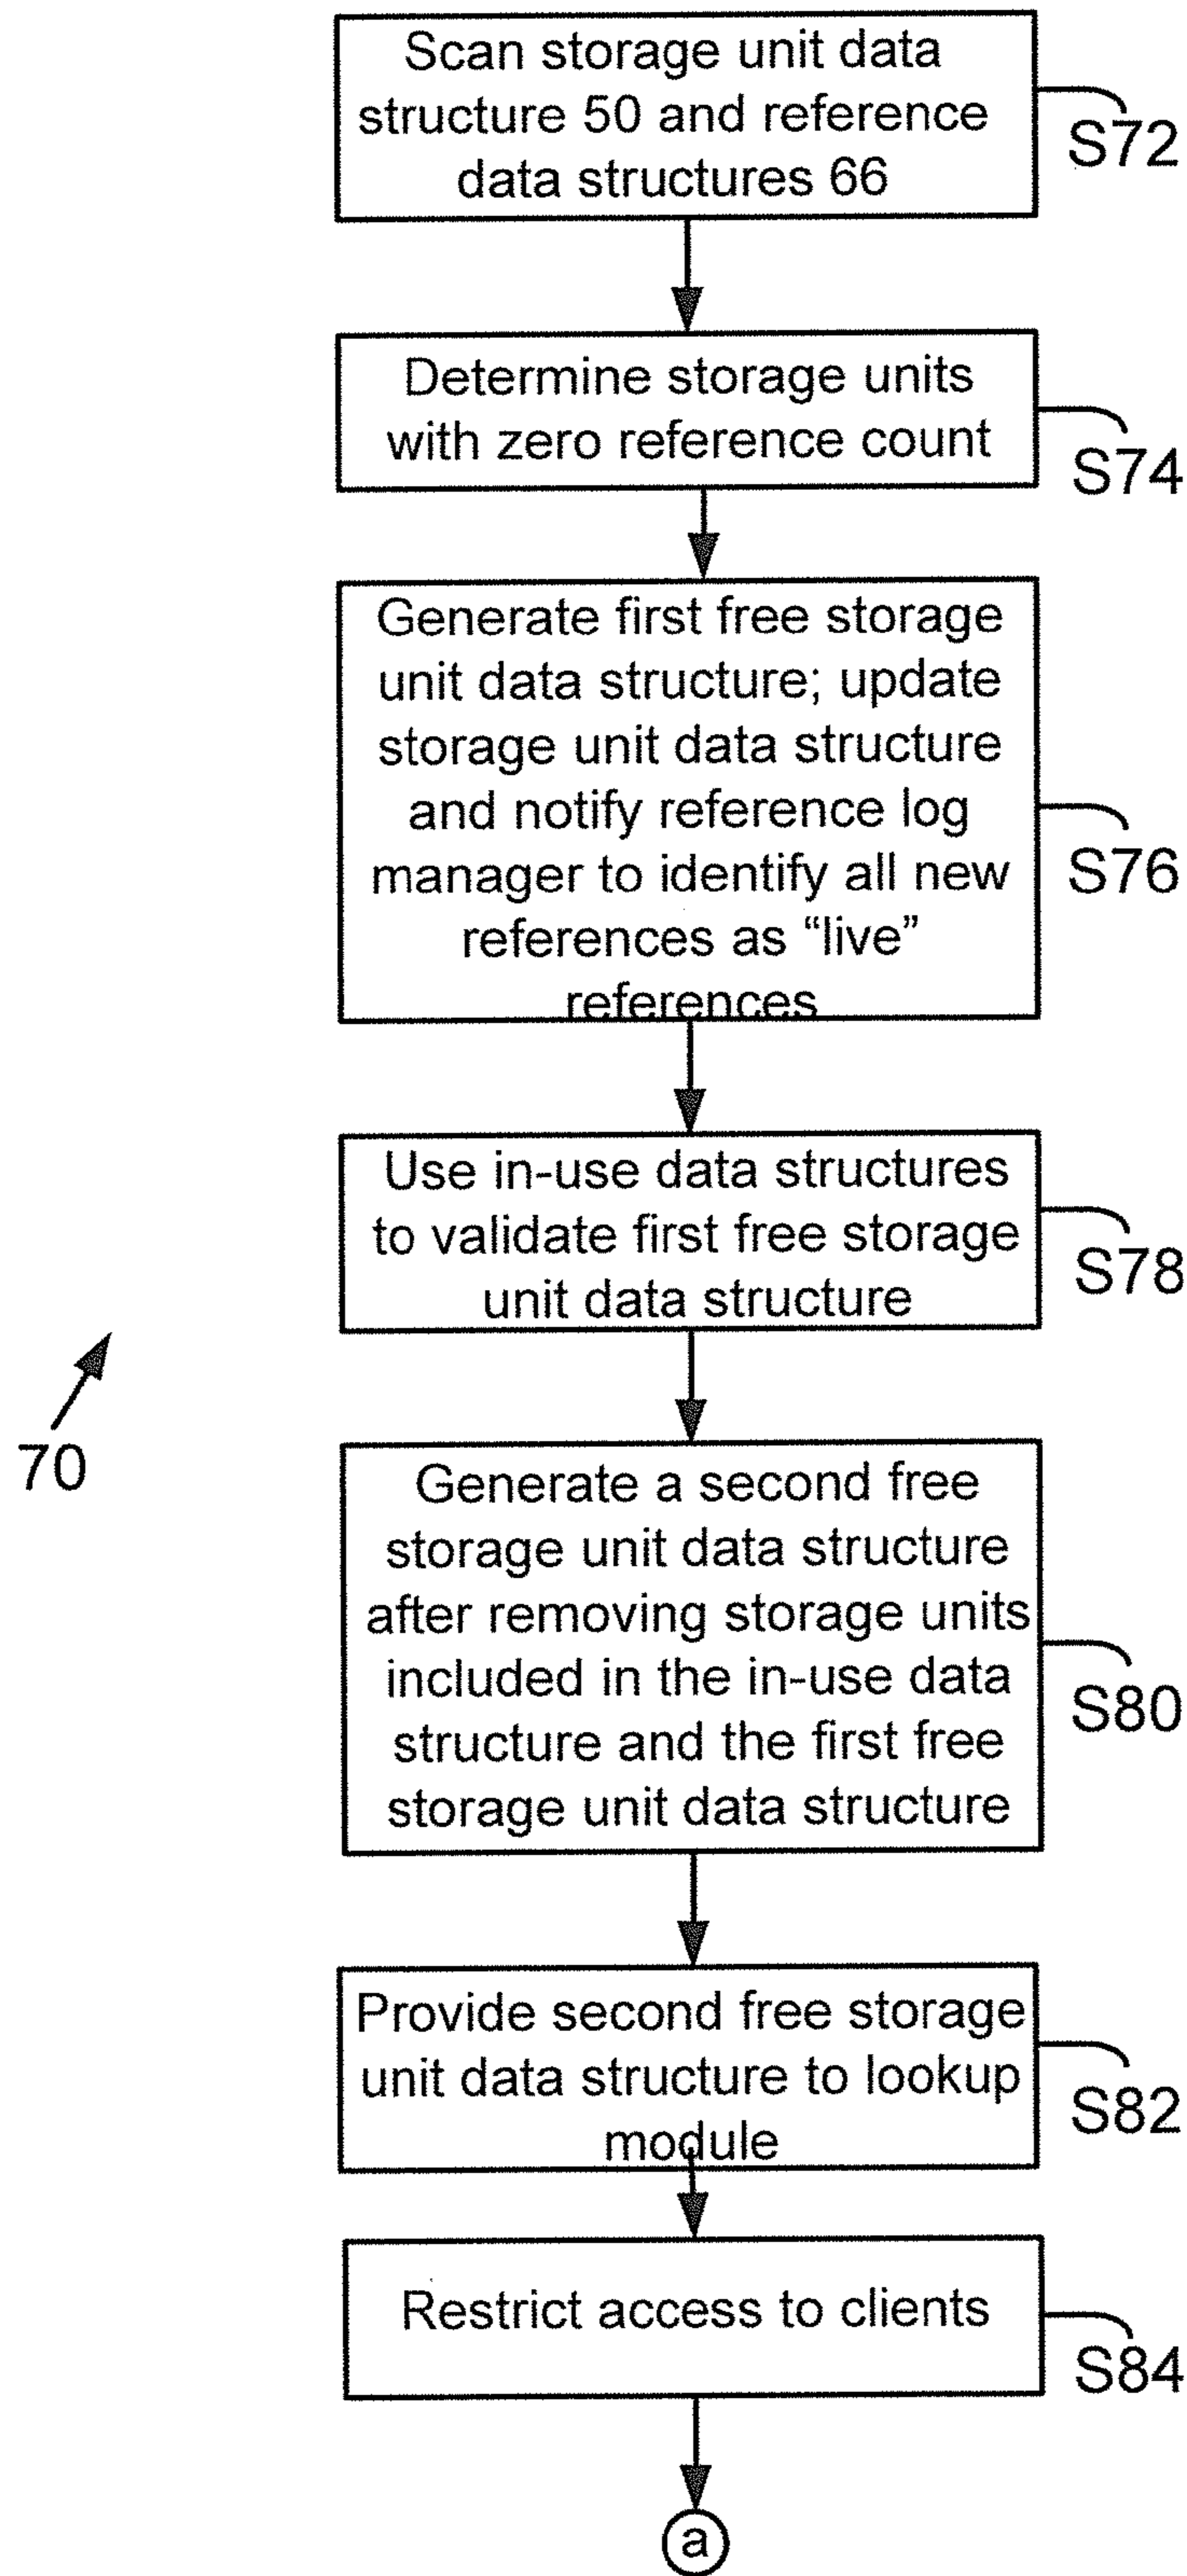 Scan storage unit data
structure 50 and reference
data structures 66
S72
Determine storage units
with zero reference count
S74
Generate first free storage
unit data structure; update
storage unit data structure
and notify reference log
manager to identify all new
references as “live”
references
S76
Use in-use data structures
to validate first free storage
unit data structure
S78
70
Generate a second free
storage unit data structure
after removing storage units
included in the in-use data
structure and the first free
storage unit data structure
S80
Provide second free storage
unit data structure to lookup
module
S82
Restrict access to clients
S84
a